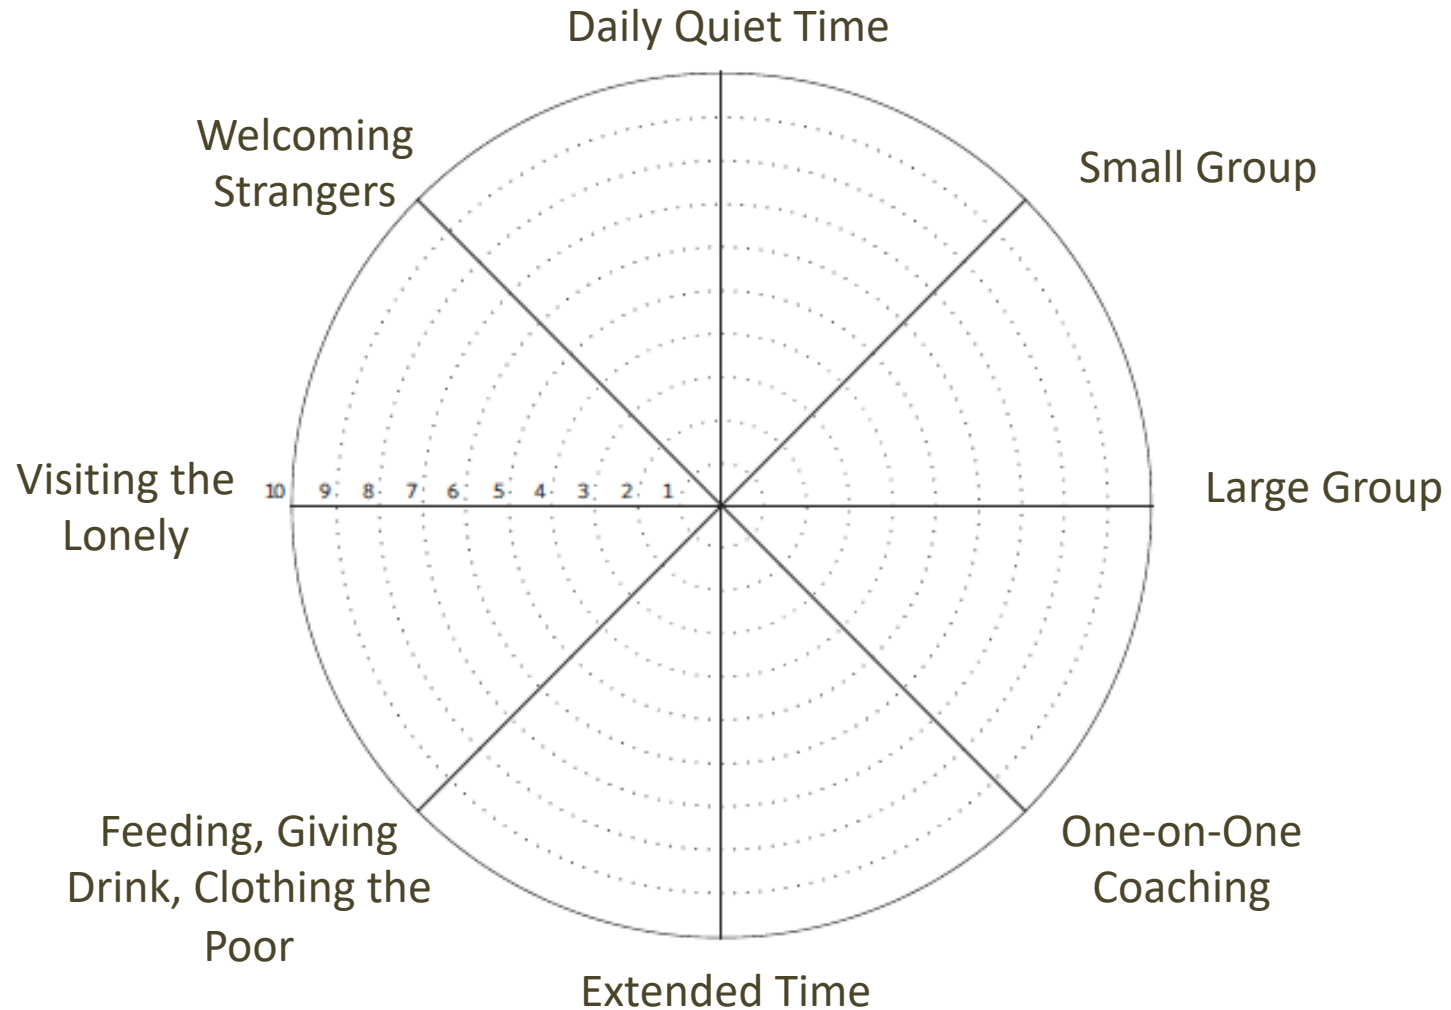 Daily Quiet Time
Welcoming
Strangers
Small Group
Visiting the
Lonely
10 9 8 7 6 5 4 3 2 1
Large Group
Feeding, Giving
Drink, Clothing the
Poor
One-on-One
Coaching
Extended Time